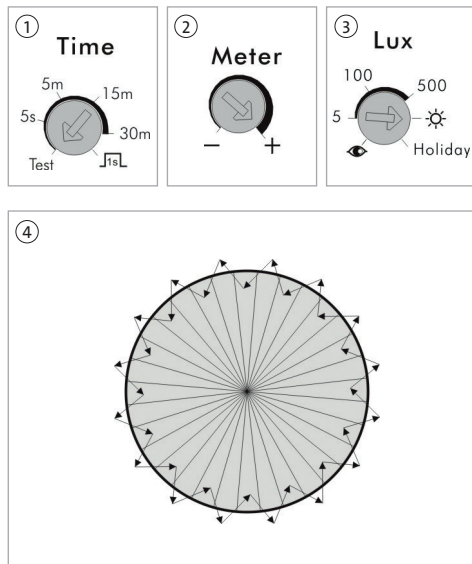 1
Time
5m
15m
5s
30m
Test
1s
2
Meter
−
+
3
Lux
100
500
5
Holiday
4